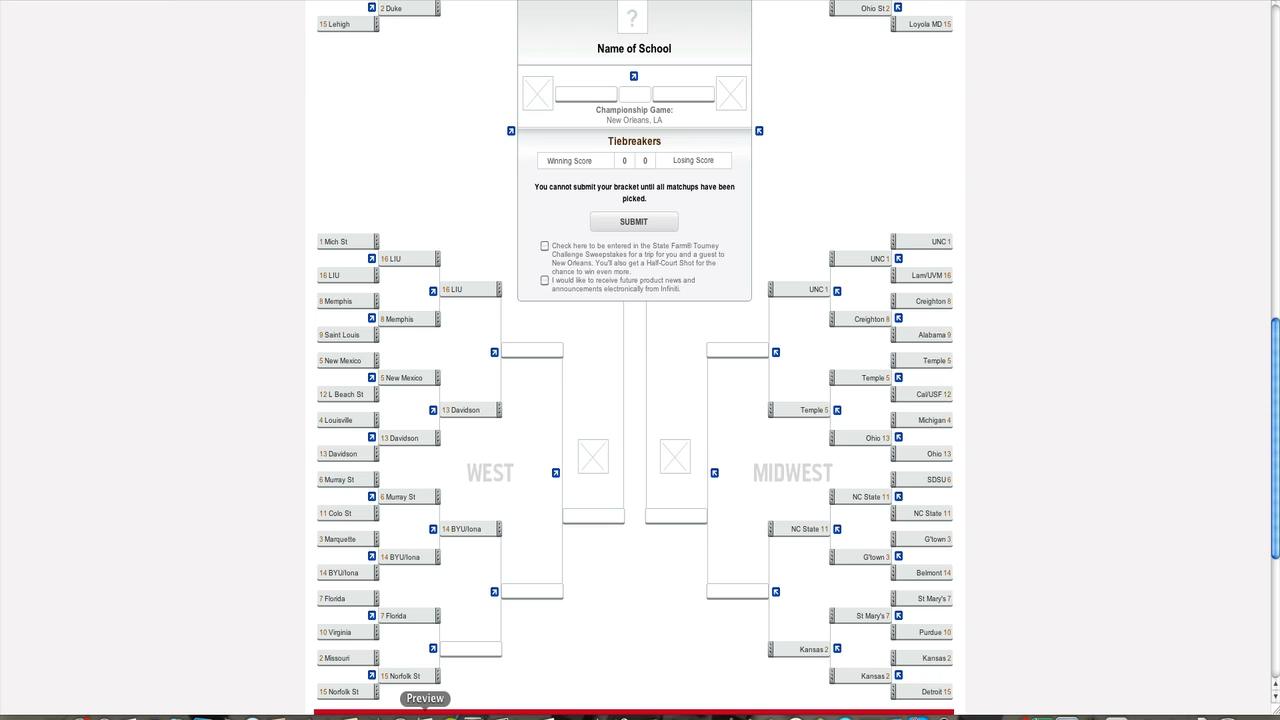 2 Duke
15 Lehigh
Ohio St 2
Loyola MD 15
?
Name of School
Championship Game:
New Orleans, LA
Tiebreakers
Winning Score 0 0 Losing Score
You cannot submit your bracket until all matchups have been
picked.
SUBMIT
Check here to be entered in the State Farm® Tourney
Challenge Sweepstakes for a trip for you and a guest to
New Orleans. You'll also get a Half-Court Shot for the
chance to win even more.
I would like to receive future product news and
announcements electronically from Infiniti.
1 Mich St
16 LIU
16 LIU
16 LIU
8 Memphis
8 Memphis
9 Saint Louis
5 New Mexico
5 New Mexico
12 L Beach St
13 Davidson
4 Louisville
13 Davidson
13 Davidson
WEST
6 Murray St
6 Murray St
11 Colo St
14 BYU/Iona
3 Marquette
14 BYU/Iona
14 BYU/Iona
7 Florida
7 Florida
10 Virginia
2 Missouri
15 Norfolk St
15 Norfolk St
UNC 1
UNC 1
Lam/UVM 16
UNC 1
Creighton 8
Creighton 8
Alabama 9
Temple 5
Temple 5
Cal/USF 12
Temple 5
Michigan 4
Ohio 13
Ohio 13
MIDWEST
SDSU 6
NC State 11
NC State 11
NC State 11
G'town 3
G'town 3
Belmont 14
St Mary's 7
St Mary's 7
Purdue 10
Kansas 2
Kansas 2
Kansas 2
Detroit 15
Preview